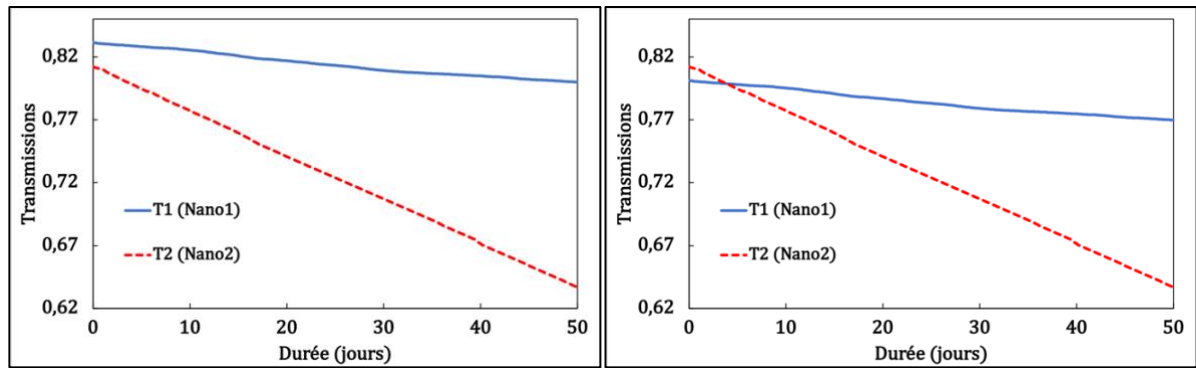 Transmissions
0,82
0,77
0,72
0,67
0,62
T1 (Nano1)
T2 (Nano2)
0 10 20 30 40 50
Durée (jours)
Transmissions
0,82
0,77
0,72
0,67
0,62
T1 (Nano1)
T2 (Nano2)
0 10 20 30 40 50
Durée (jours)